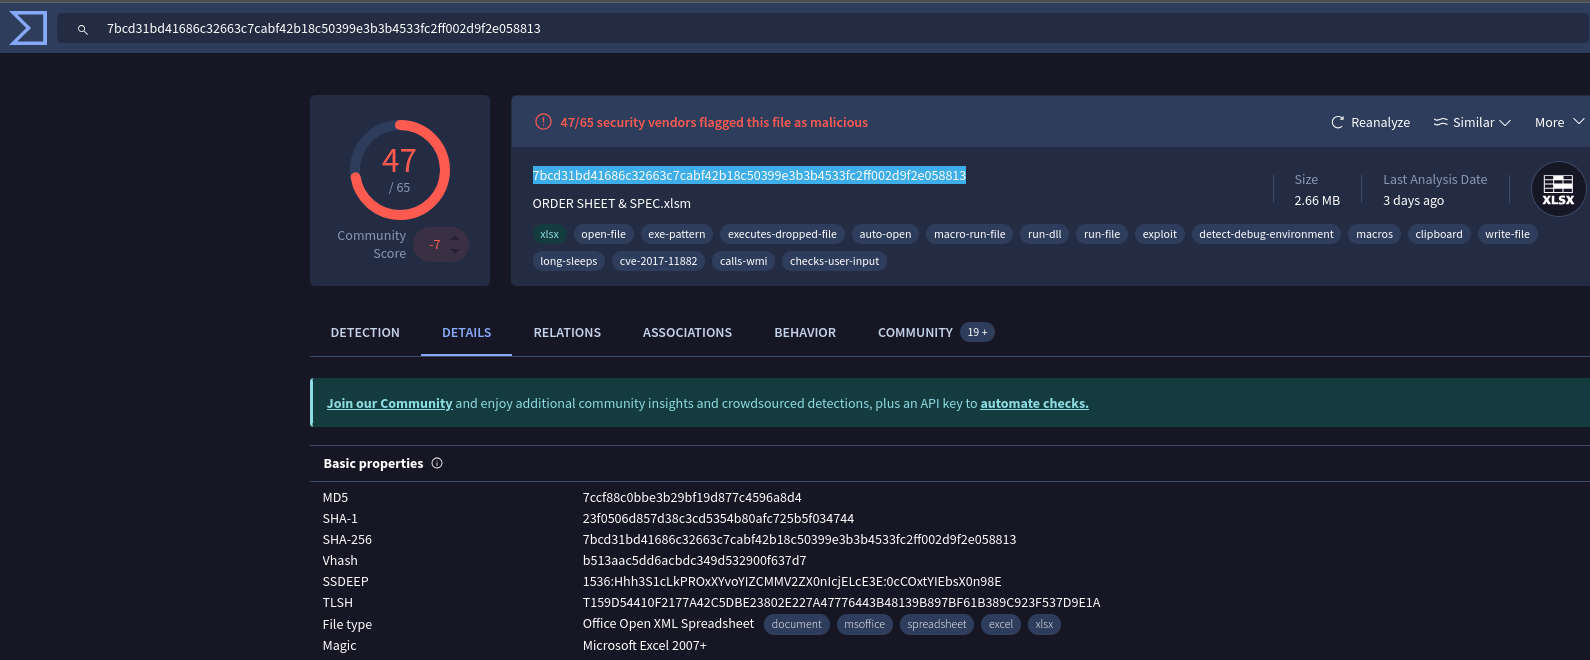 7bcd31bd41686c32663c7cabf42b18c50399e3b3b4533fc2ff002d9f2e058813
47
/ 65
Community Score
-7
47/65 security vendors flagged this file as malicious
Reanalyze
Similar
More
7bcd31bd41686c32663c7cabf42b18c50399e3b3b4533fc2ff002d9f2e058813
ORDER SHEET & SPEC.xlsm
Size
2.66 MB
Last Analysis Date
3 days ago
XLSX
xlsx open-file exe-pattern executes-dropped-file auto-open macro-run-file run-dll run-file exploit detect-debug-environment macros clipboard write-file
long-sleeps cve-2017-11882 calls-wmi checks-user-input
DETECTION DETAILS RELATIONS ASSOCIATIONS BEHAVIOR COMMUNITY 19 +
Join our Community and enjoy additional community insights and crowdsourced detections, plus an API key to automate checks.
Basic properties
MD5 7ccf88c0bbe3b29bf19d877c4596a8d4
SHA-1 23f0506d857d38c3cd5354b80afc725b5f034744
SHA-256 7bcd31bd41686c32663c7cabf42b18c50399e3b3b4533fc2ff002d9f2e058813
Vhash b513aac5dd6acbdc349d532900f637d7
SSDEEP 1536:Hhh3S1cLkPROxXYvoYIZCMMV2ZX0nIcjELcE3E:0cCOxtYIEbsX0n98E
TLSH T159D54410F2177A42C5DBE23802E227A47776443B48139B897BF61B389C923F537D9E1A
File type Office Open XML Spreadsheet document msoffice spreadsheet excel xlsx
Magic Microsoft Excel 2007+